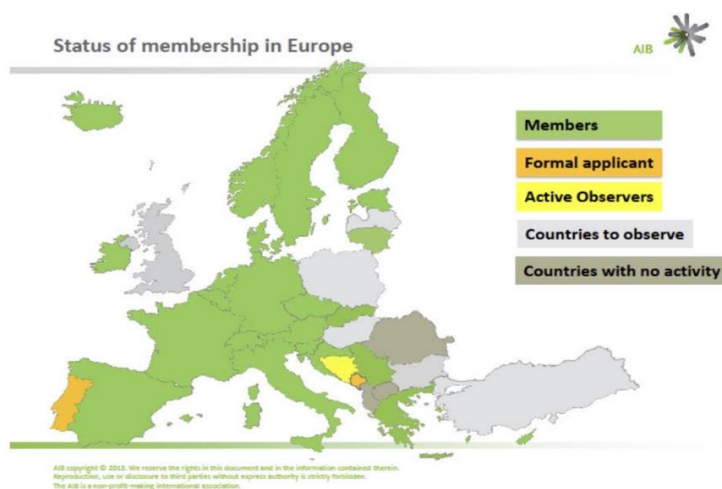 Status of membership in Europe
AIB
Members
Formal applicant
Active Observers
Countries to observe
Countries with no activity
AIB copyright © 2018. We reserve the rights in this document and in the information contained therein.
Reproduction, use or disclosure to third parties without express authority is strictly forbidden.
The AIB is a non-profit-making international association.